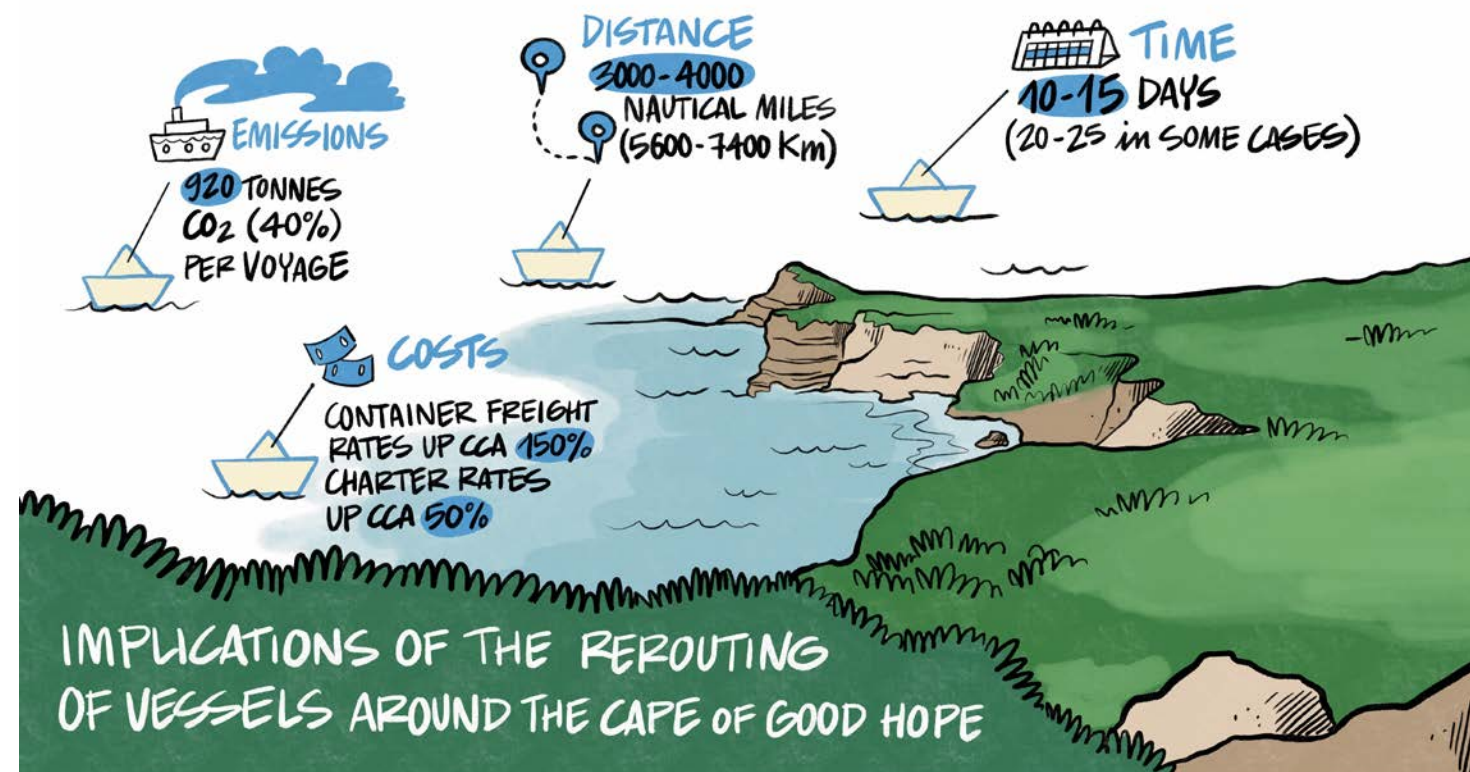 EMISSIONS
920 TONNES
CO₂ (40%)
PER VOYAGE
DISTANCE
3000-4000
NAUTICAL MILES
(5600-7400 Km)
TIME
10-15 DAYS
(20-25 in SOME CASES)
COSTS
CONTAINER FREIGHT
RATES UP CCA 150%
CHARTER RATES
UP CCA 50%
IMPLICATIONS OF THE REROUTING
OF VESSELS AROUND THE CAPE OF GOOD HOPE